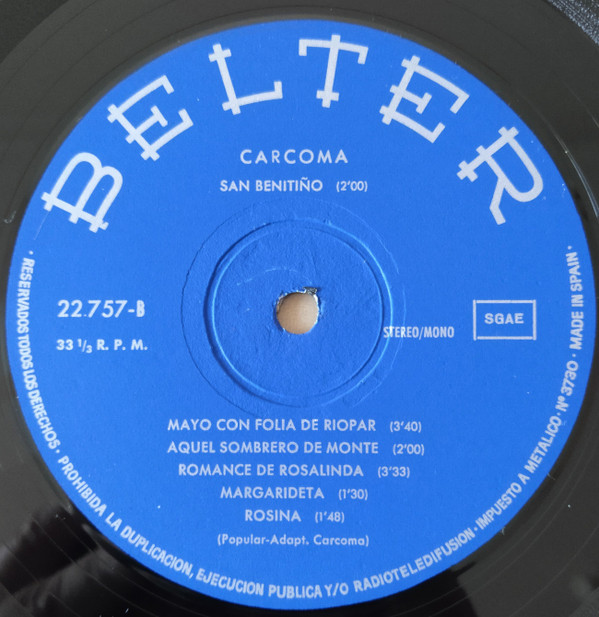 BELTER
CARCOMA
SAN BENITIÑO (2'00)
22.757-B
33 1/3 R. P. M.
STEREO/MONO
SGAE
MAYO CON FOLIA DE RIOPAR (3'40)
AQUEL SOMBRERO DE MONTE (2'00)
ROMANCE DE ROSALINDA (3'33)
MARGARIDETA (1'30)
ROSINA (1'48)
(Popular-Adapt. Carcoma)
· RESERVADOS TODOS LOS DERECHOS · PROHIBIDA LA DUPLICACION, EJECUCION PUBLICA Y/O RADIOTELEDIFUSION · IMPUESTO A METALICO · Nº 3730 · MADE IN SPAIN ·